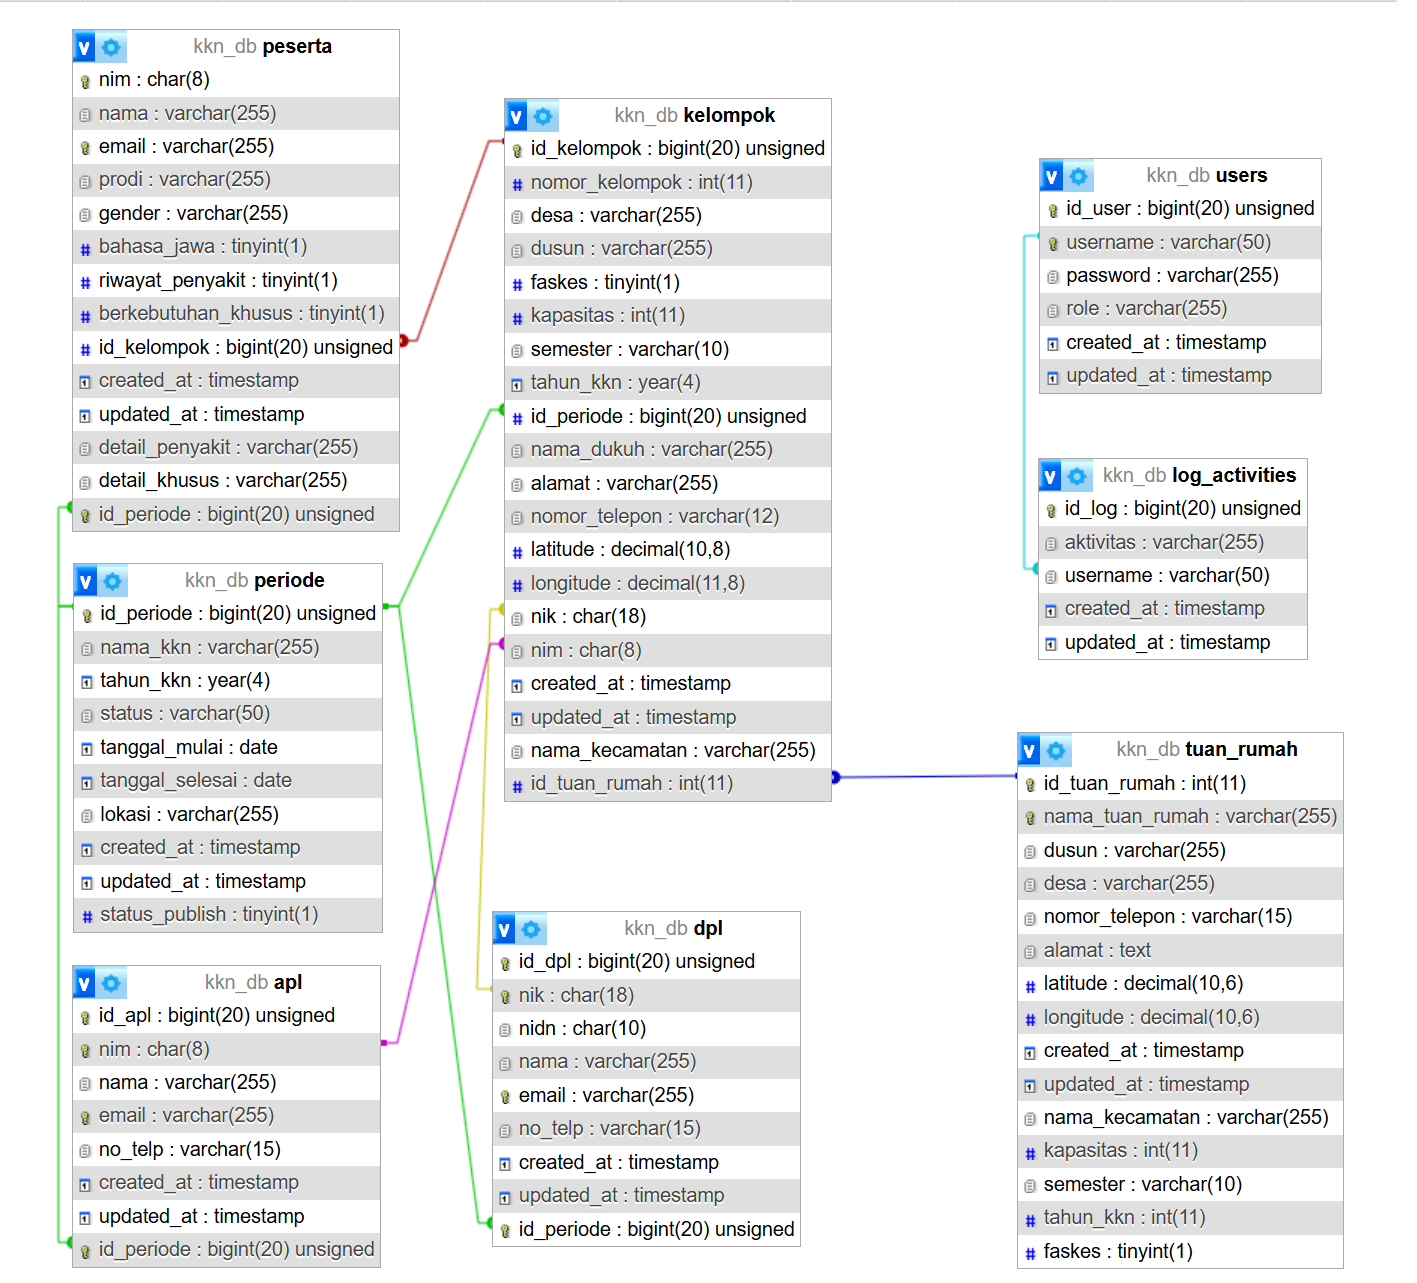 kkn_db peserta
nim : char(8)
nama : varchar(255)
email : varchar(255)
prodi : varchar(255)
gender : varchar(255)
bahasa_jawa : tinyint(1)
riwayat_penyakit : tinyint(1)
berkebutuhan_khusus : tinyint(1)
id_kelompok : bigint(20) unsigned
created_at : timestamp
updated_at : timestamp
detail_penyakit : varchar(255)
detail_khusus : varchar(255)
id_periode : bigint(20) unsigned
kkn_db periode
id_periode : bigint(20) unsigned
nama_kkn : varchar(255)
tahun_kkn : year(4)
status : varchar(50)
tanggal_mulai : date
tanggal_selesai : date
lokasi : varchar(255)
created_at : timestamp
updated_at : timestamp
status_publish : tinyint(1)
kkn_db apl
id_apl : bigint(20) unsigned
nim : char(8)
nama : varchar(255)
email : varchar(255)
no_telp : varchar(15)
created_at : timestamp
updated_at : timestamp
id_periode : bigint(20) unsigned
kkn_db kelompok
id_kelompok : bigint(20) unsigned
nomor_kelompok : int(11)
desa : varchar(255)
dusun : varchar(255)
faskes : tinyint(1)
kapasitas : int(11)
semester : varchar(10)
tahun_kkn : year(4)
id_periode : bigint(20) unsigned
nama_dukuh : varchar(255)
alamat : varchar(255)
nomor_telepon : varchar(12)
latitude : decimal(10,8)
longitude : decimal(11,8)
nik : char(18)
nim : char(8)
created_at : timestamp
updated_at : timestamp
nama_kecamatan : varchar(255)
id_tuan_rumah : int(11)
kkn_db dpl
id_dpl : bigint(20) unsigned
nik : char(18)
nidn : char(10)
nama : varchar(255)
email : varchar(255)
no_telp : varchar(15)
created_at : timestamp
updated_at : timestamp
id_periode : bigint(20) unsigned
kkn_db users
id_user : bigint(20) unsigned
username : varchar(50)
password : varchar(255)
role : varchar(255)
created_at : timestamp
updated_at : timestamp
kkn_db log_activities
id_log : bigint(20) unsigned
aktivitas : varchar(255)
username : varchar(50)
created_at : timestamp
updated_at : timestamp
kkn_db tuan_rumah
id_tuan_rumah : int(11)
nama_tuan_rumah : varchar(255)
dusun : varchar(255)
desa : varchar(255)
nomor_telepon : varchar(15)
alamat : text
latitude : decimal(10,6)
longitude : decimal(10,6)
created_at : timestamp
updated_at : timestamp
nama_kecamatan : varchar(255)
kapasitas : int(11)
semester : varchar(10)
tahun_kkn : int(11)
faskes : tinyint(1)